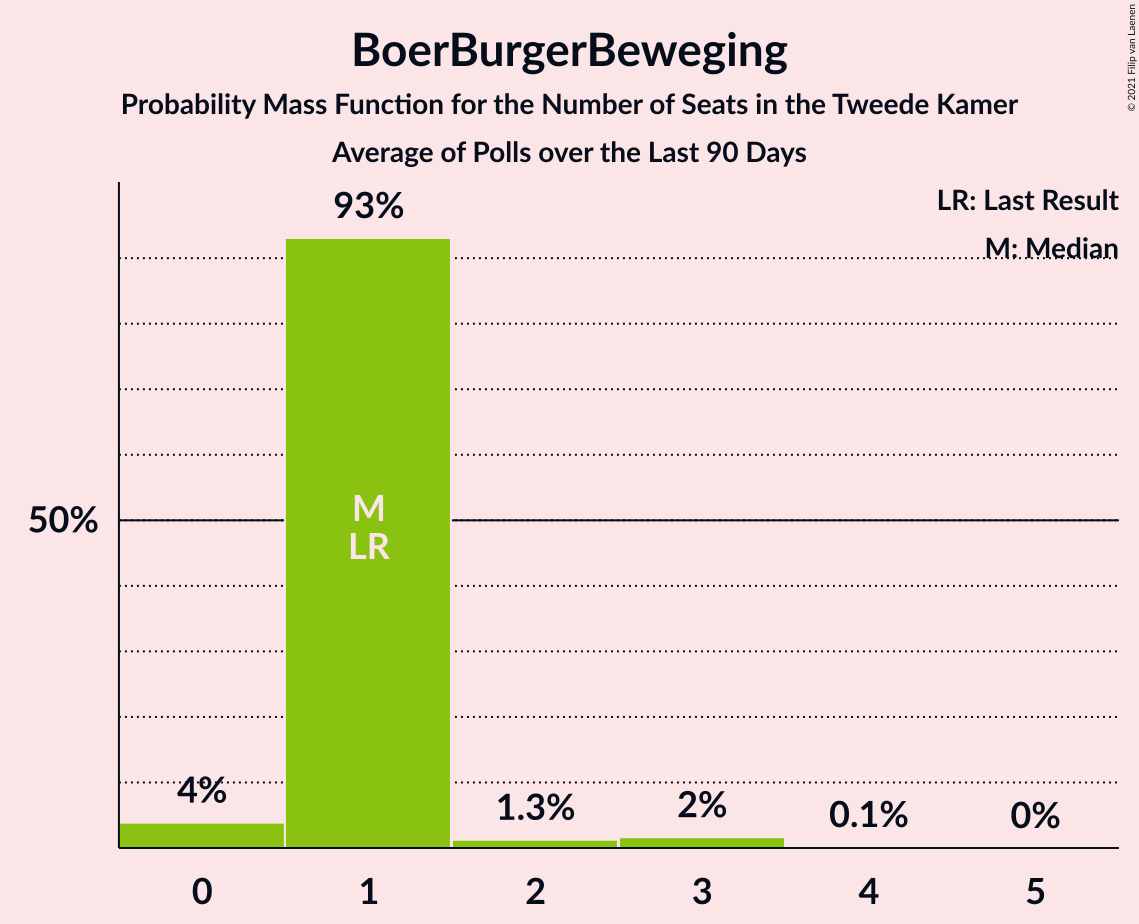 BoerBurgerBeweging
Probability Mass Function for the Number of Seats in the Tweede Kamer
Average of Polls over the Last 90 Days
© 2021 Filip van Laenen
LR: Last Result
M: Median
93%
50%
M
LR
4%
1.3%
2%
0.1%
0%
0
1
2
3
4
5